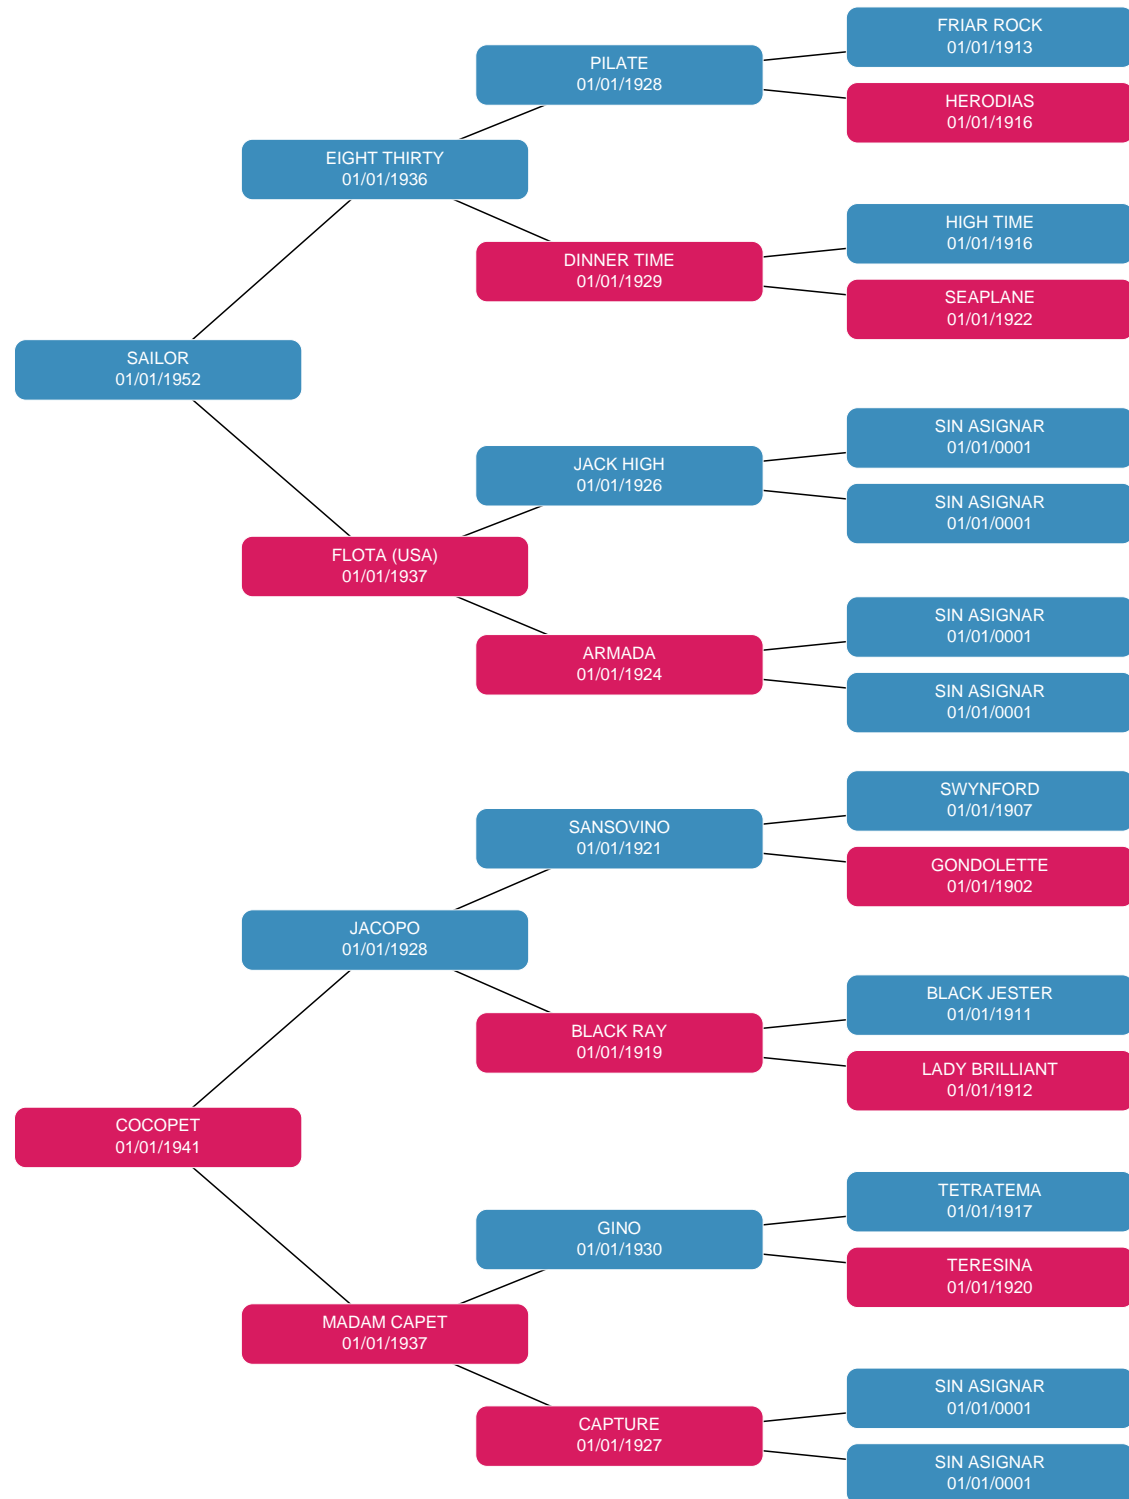 FRIAR ROCK
01/01/1913
PILATE
01/01/1928
HERODIAS
01/01/1916
EIGHT THIRTY
01/01/1936
HIGH TIME
01/01/1916
DINNER TIME
01/01/1929
SEAPLANE
01/01/1922
SAILOR
01/01/1952
SIN ASIGNAR
01/01/0001
JACK HIGH
01/01/1926
SIN ASIGNAR
01/01/0001
FLOTA (USA)
01/01/1937
SIN ASIGNAR
01/01/0001
ARMADA
01/01/1924
SIN ASIGNAR
01/01/0001
SWYNFORD
01/01/1907
SANSOVINO
01/01/1921
GONDOLETTE
01/01/1902
JACOPO
01/01/1928
BLACK JESTER
01/01/1911
BLACK RAY
01/01/1919
LADY BRILLIANT
01/01/1912
COCOPET
01/01/1941
TETRATEMA
01/01/1917
GINO
01/01/1930
TERESINA
01/01/1920
MADAM CAPET
01/01/1937
SIN ASIGNAR
01/01/0001
CAPTURE
01/01/1927
SIN ASIGNAR
01/01/0001